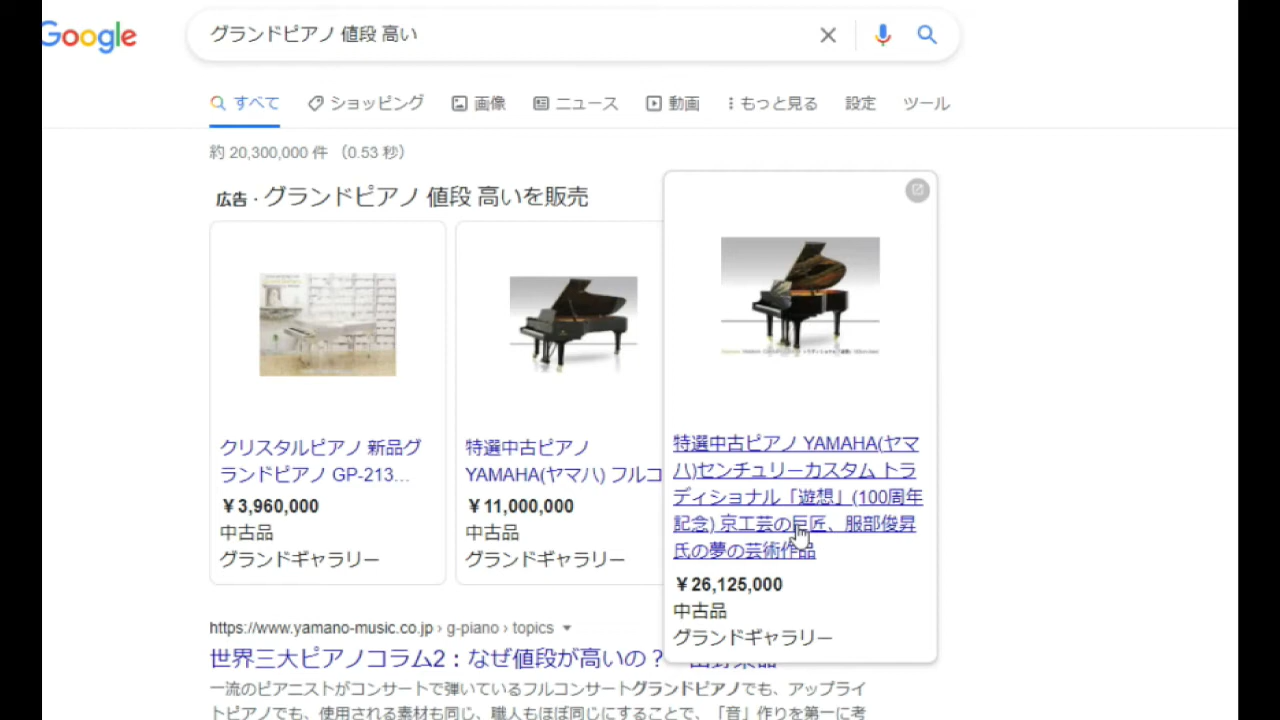 Google
グランドピアノ 値段 高い
すべて ショッピング 画像 ニュース 動画 もっと見る 設定 ツール
約 20,300,000 件 （0.53 秒）
広告・グランドピアノ 値段 高いを販売
クリスタルピアノ 新品グ
ランドピアノ GP-213...
￥3,960,000
中古品
グランドギャラリー
特選中古ピアノ
YAMAHA(ヤマハ) フルコ
￥11,000,000
中古品
グランドギャラリー
特選中古ピアノ YAMAHA(ヤマ
ハ)センチュリーカスタム トラ
ディショナル「遊想」(100周年
記念) 京工芸の巨匠、服部俊昇
氏の夢の芸術作品
￥26,125,000
中古品
グランドギャラリー
https://www.yamano-music.co.jp › g-piano › topics
世界三大ピアノコラム2：なぜ値段が高いの？
一流のピアニストがコンサートで弾いているフルコンサートグランドピアノでも、アップライ
トピアノでも、使用される素材も同じ、職人もほぼ同じにすることで、「音」作りを第一に考